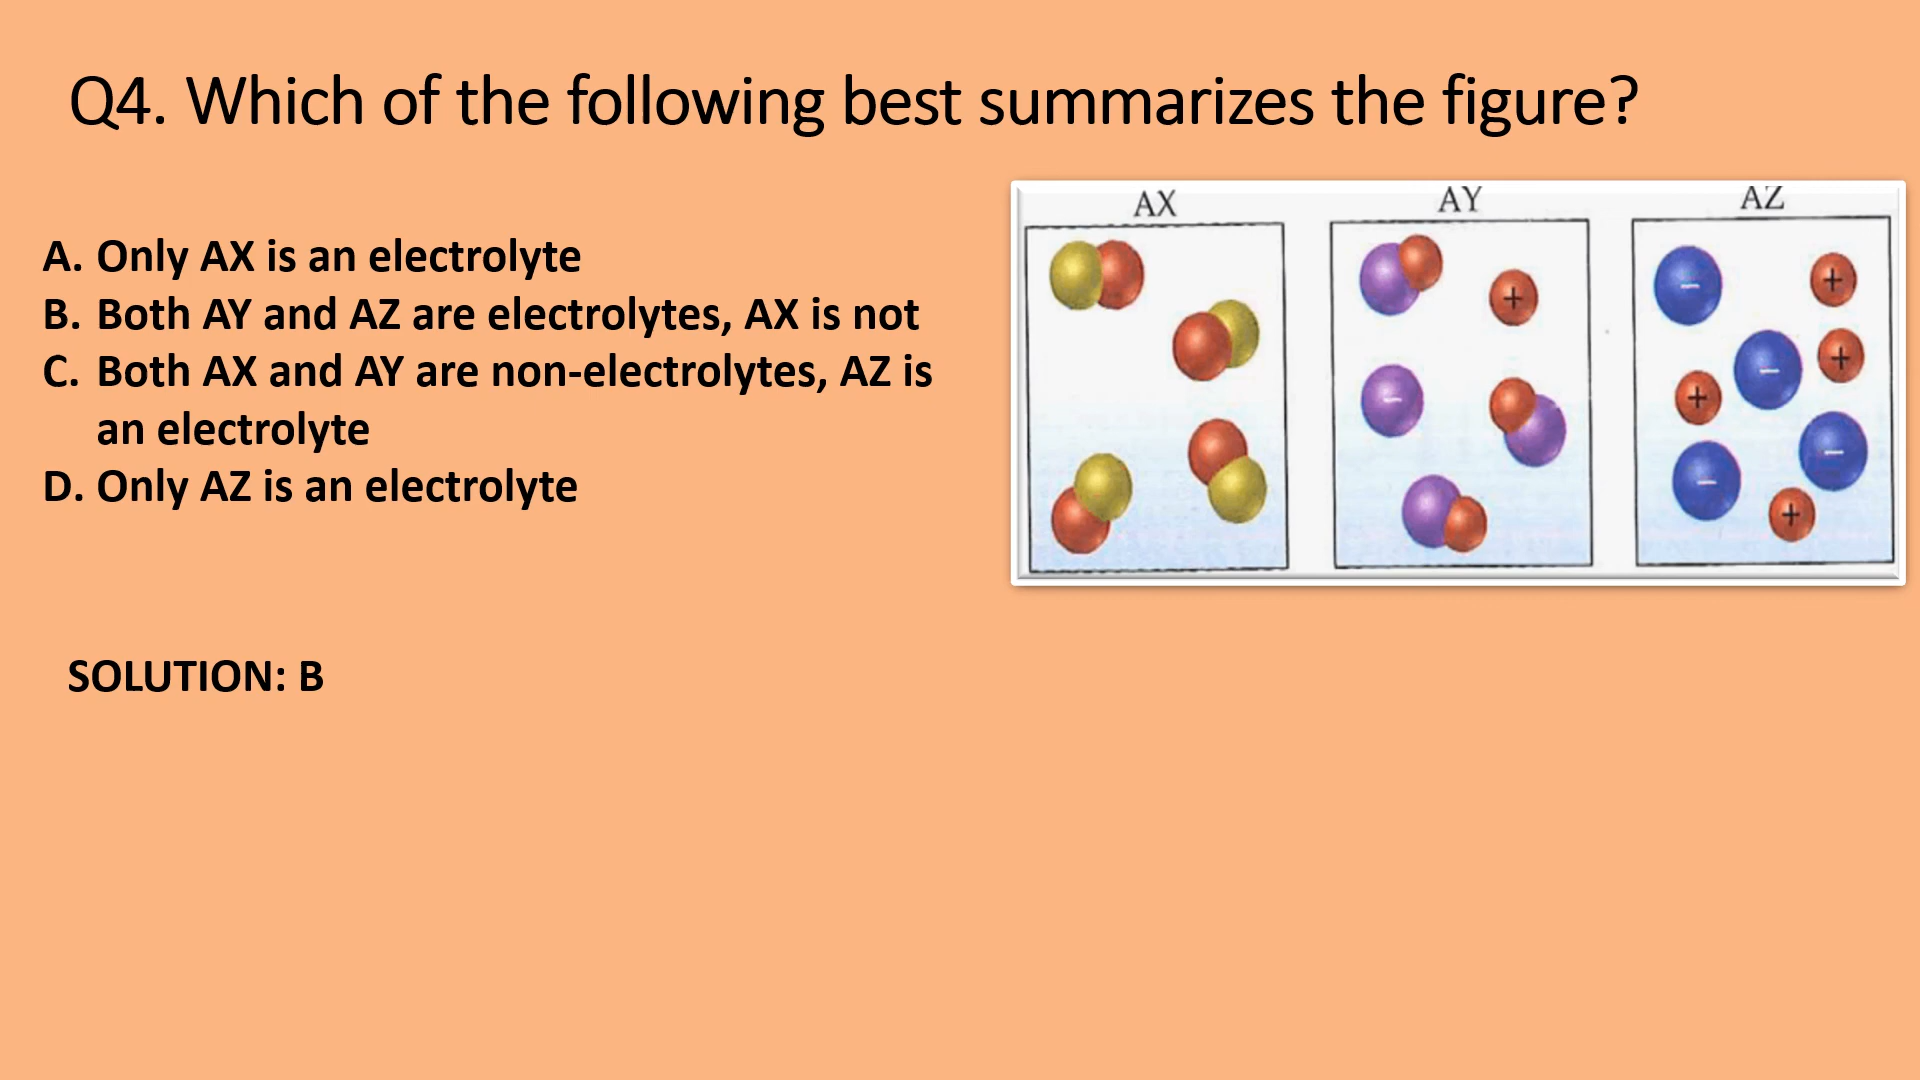 Q4. Which of the following best summarizes the figure?
A. Only AX is an electrolyte
B. Both AY and AZ are electrolytes, AX is not
C. Both AX and AY are non-electrolytes, AZ is
an electrolyte
D. Only AZ is an electrolyte
AX AY AZ
+
− +
+
− −
+
−
−
+
SOLUTION: B